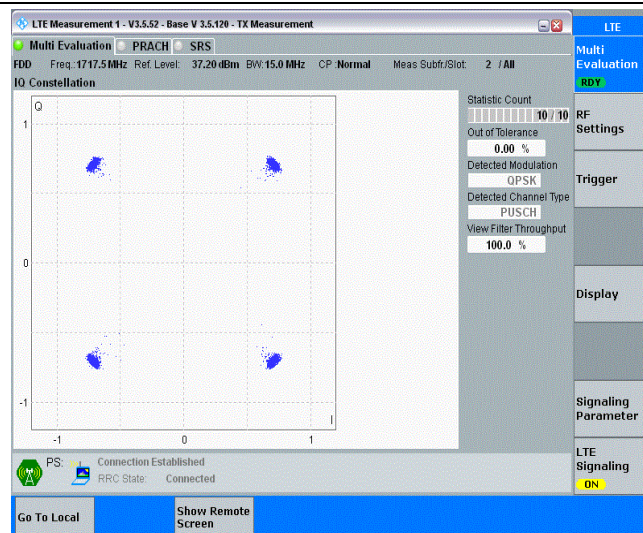 LTE Measurement 1 - V3.5.52 - Base V 3.5.120 - TX Measurement
LTE
Multi Evaluation PRACH SRS
FDD Freq.:1717.5 MHz Ref. Level: 37.20 dBm BW:15.0 MHz CP :Normal Meas Subfr./Slot: 2 / All
IQ Constellation
Q
1
0
-1
I
-1 0 1
Statistic Count
10 / 10
Out of Tolerance
0.00 %
Detected Modulation
QPSK
Detected Channel Type
PUSCH
View Filter Throughput
100.0 %
PS: Connection Established
RRC State: Connected
Multi
Evaluation
RDY
RF
Settings
Trigger
Display
Signaling
Parameter
LTE
Signaling
ON
Go To Local
Show Remote
Screen